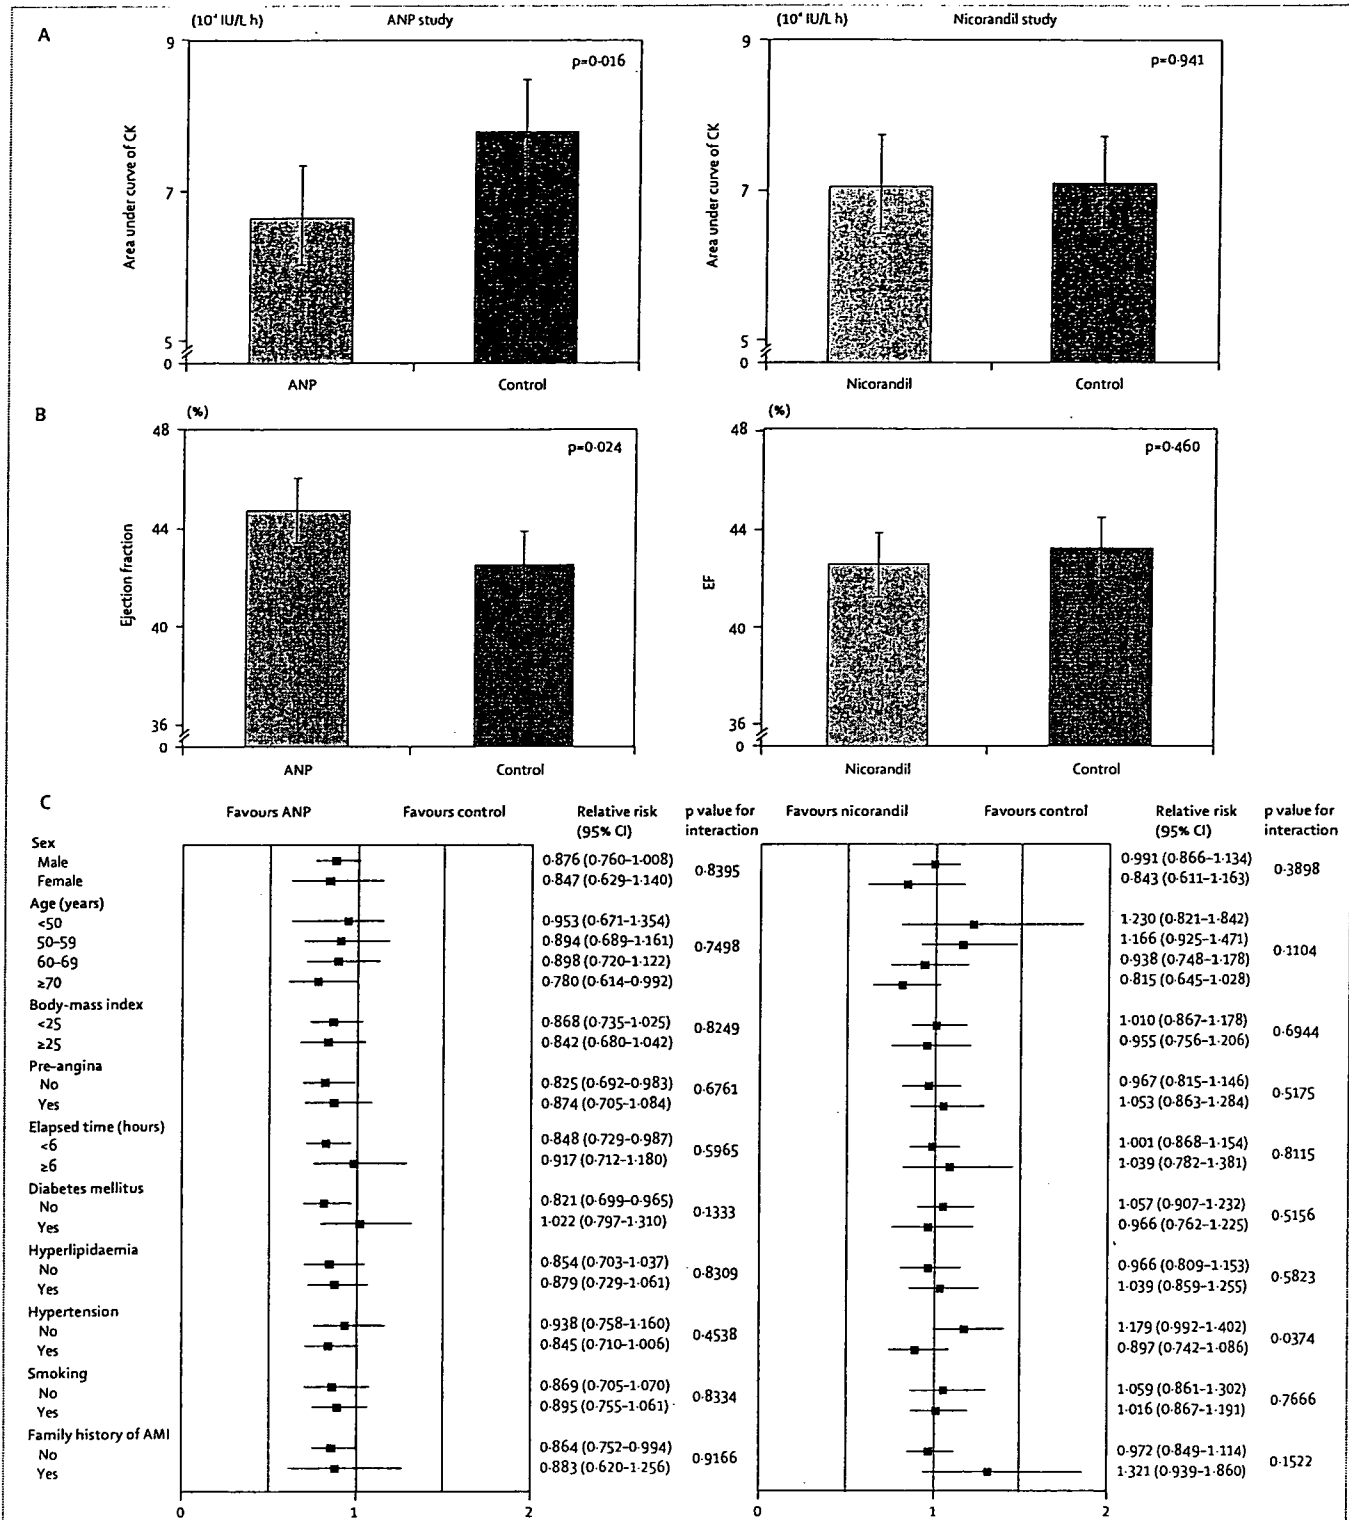 A
(10⁴ IU/L h)
ANP study
9
p=0·016
Area under curve of CK
7
5
0
ANP
Control
(10⁴ IU/L h)
Nicorandil study
9
p=0·941
Area under curve of CK
7
5
0
Nicorandil
Control
B
(%)
48
p=0·024
Ejection fraction
44
40
36
0
ANP
Control
(%)
48
p=0·460
EF
44
40
36
0
Nicorandil
Control
C
Favours ANP Favours control Relative risk (95% CI) p value for interaction Favours nicorandil Favours control Relative risk (95% CI) p value for interaction
Sex
Male 0·876 (0·760–1·008) 0·8395 0·991 (0·866–1·134) 0·3898
Female 0·847 (0·629–1·140) 0·843 (0·611–1·163)
Age (years)
<50 0·953 (0·671–1·354) 1·230 (0·821–1·842)
50–59 0·894 (0·689–1·161) 0·7498 1·166 (0·925–1·471) 0·1104
60–69 0·898 (0·720–1·122) 0·938 (0·748–1·178)
≥70 0·780 (0·614–0·992) 0·815 (0·645–1·028)
Body-mass index
<25 0·868 (0·735–1·025) 0·8249 1·010 (0·867–1·178) 0·6944
≥25 0·842 (0·680–1·042) 0·955 (0·756–1·206)
Pre-angina
No 0·825 (0·692–0·983) 0·6761 0·967 (0·815–1·146) 0·5175
Yes 0·874 (0·705–1·084) 1·053 (0·863–1·284)
Elapsed time (hours)
<6 0·848 (0·729–0·987) 0·5965 1·001 (0·868–1·154) 0·8115
≥6 0·917 (0·712–1·180) 1·039 (0·782–1·381)
Diabetes mellitus
No 0·821 (0·699–0·965) 0·1333 1·057 (0·907–1·232) 0·5156
Yes 1·022 (0·797–1·310) 0·966 (0·762–1·225)
Hyperlipidaemia
No 0·854 (0·703–1·037) 0·8309 0·966 (0·809–1·153) 0·5823
Yes 0·879 (0·729–1·061) 1·039 (0·859–1·255)
Hypertension
No 0·938 (0·758–1·160) 0·4538 1·179 (0·992–1·402) 0·0374
Yes 0·845 (0·710–1·006) 0·897 (0·742–1·086)
Smoking
No 0·869 (0·705–1·070) 0·8334 1·059 (0·861–1·302) 0·7666
Yes 0·895 (0·755–1·061) 1·016 (0·867–1·191)
Family history of AMI
No 0·864 (0·752–0·994) 0·9166 0·972 (0·849–1·114) 0·1522
Yes 0·883 (0·620–1·256) 1·321 (0·939–1·860)
0 1 2 0 1 2